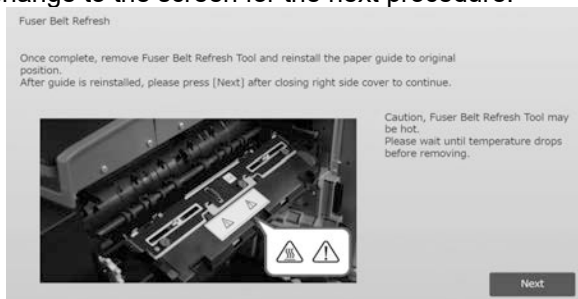 hange to the screen for the next procedure.
Fuser Belt Refresh
Once complete, remove Fuser Belt Refresh Tool and reinstall the paper guide to original
position.
After guide is reinstalled, please press [Next] after closing right side cover to continue.
Caution, Fuser Belt Refresh Tool may
be hot.
Please wait until temperature drops
before removing.
Next